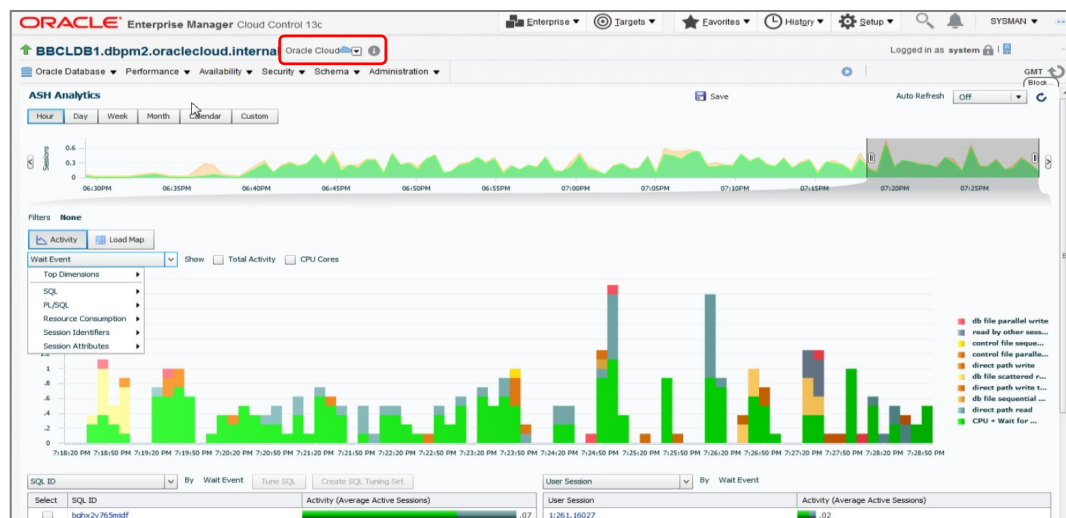 ORACLE Enterprise Manager Cloud Control 13c
Enterprise Targets Favorites History Setup SYSMAN
BBCLDB1.dbpm2.oraclecloud.interna Oracle Cloud
Logged in as system
Oracle Database Performance Availability Security Schema Administration
GMT
Block...
ASH Analytics
Save
Auto Refresh Off
Hour Day Week Month Calendar Custom
Sessions
0.6
0.3
0
06:30PM 06:35PM 06:40PM 06:45PM 06:50PM 06:55PM 07:00PM 07:05PM 07:10PM 07:15PM 07:20PM 07:25PM
Filters None
Activity Load Map
Wait Event Show Total Activity CPU Cores
Top Dimensions
SQL
PL/SQL
Resource Consumption
Session Identifiers
Session Attributes
db file parallel write
read by other sess...
control file seque...
control file paralle...
direct path write
db file scattered r...
direct path write t...
db file sequential ...
direct path read
CPU + Wait for ...
1
.8
.6
.4
.2
0
7:18:20 PM 7:18:50 PM 7:19:20 PM 7:19:50 PM 7:20:20 PM 7:20:50 PM 7:21:20 PM 7:21:50 PM 7:22:20 PM 7:22:50 PM 7:23:20 PM 7:23:50 PM 7:24:20 PM 7:24:50 PM 7:25:20 PM 7:25:50 PM 7:26:20 PM 7:26:50 PM 7:27:20 PM 7:27:50 PM 7:28:20 PM 7:28:50 PM
SQL ID By Wait Event Tune SQL Create SQL Tuning Set
User Session By Wait Event
Select SQL ID Activity (Average Active Sessions)
User Session Activity (Average Active Sessions)
bghx2v765midf .07
1:261,16027 .02